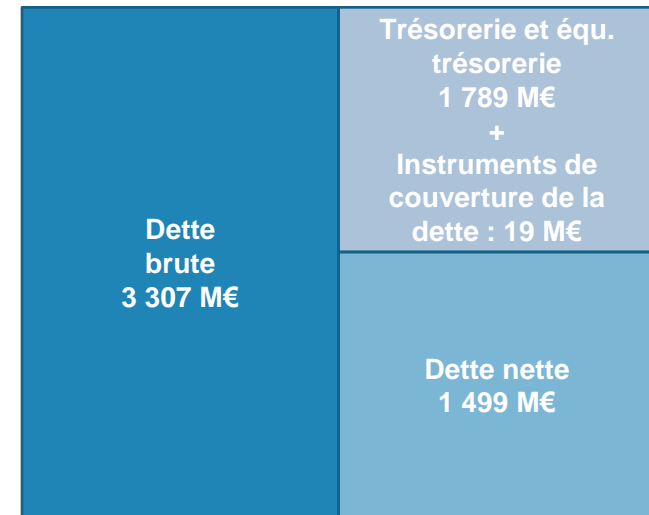 Dette
brute
3 307 M€
Trésorerie et équ.
trésorerie
1 789 M€
+
Instruments de
couverture de la
dette : 19 M€
Dette nette
1 499 M€